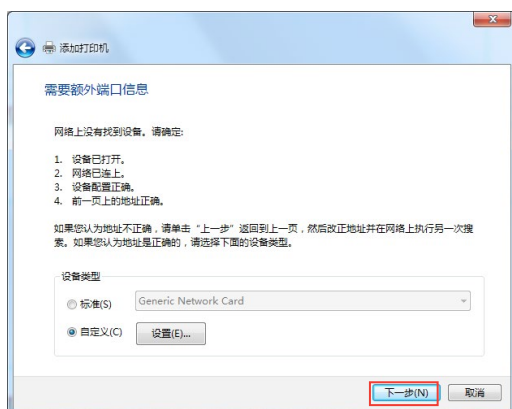 添加打印机
需要额外端口信息
网络上没有找到设备。请确定:
1. 设备已打开。
2. 网络已连上。
3. 设备配置正确。
4. 前一页上的地址正确。
如果您认为地址不正确，请单击“上一步”返回到上一页，然后改正地址并在网络上执行另一次搜
索。如果您认为地址是正确的，请选择下面的设备类型。
设备类型
标准(S) Generic Network Card
自定义(C) 设置(E)...
下一步(N) 取消